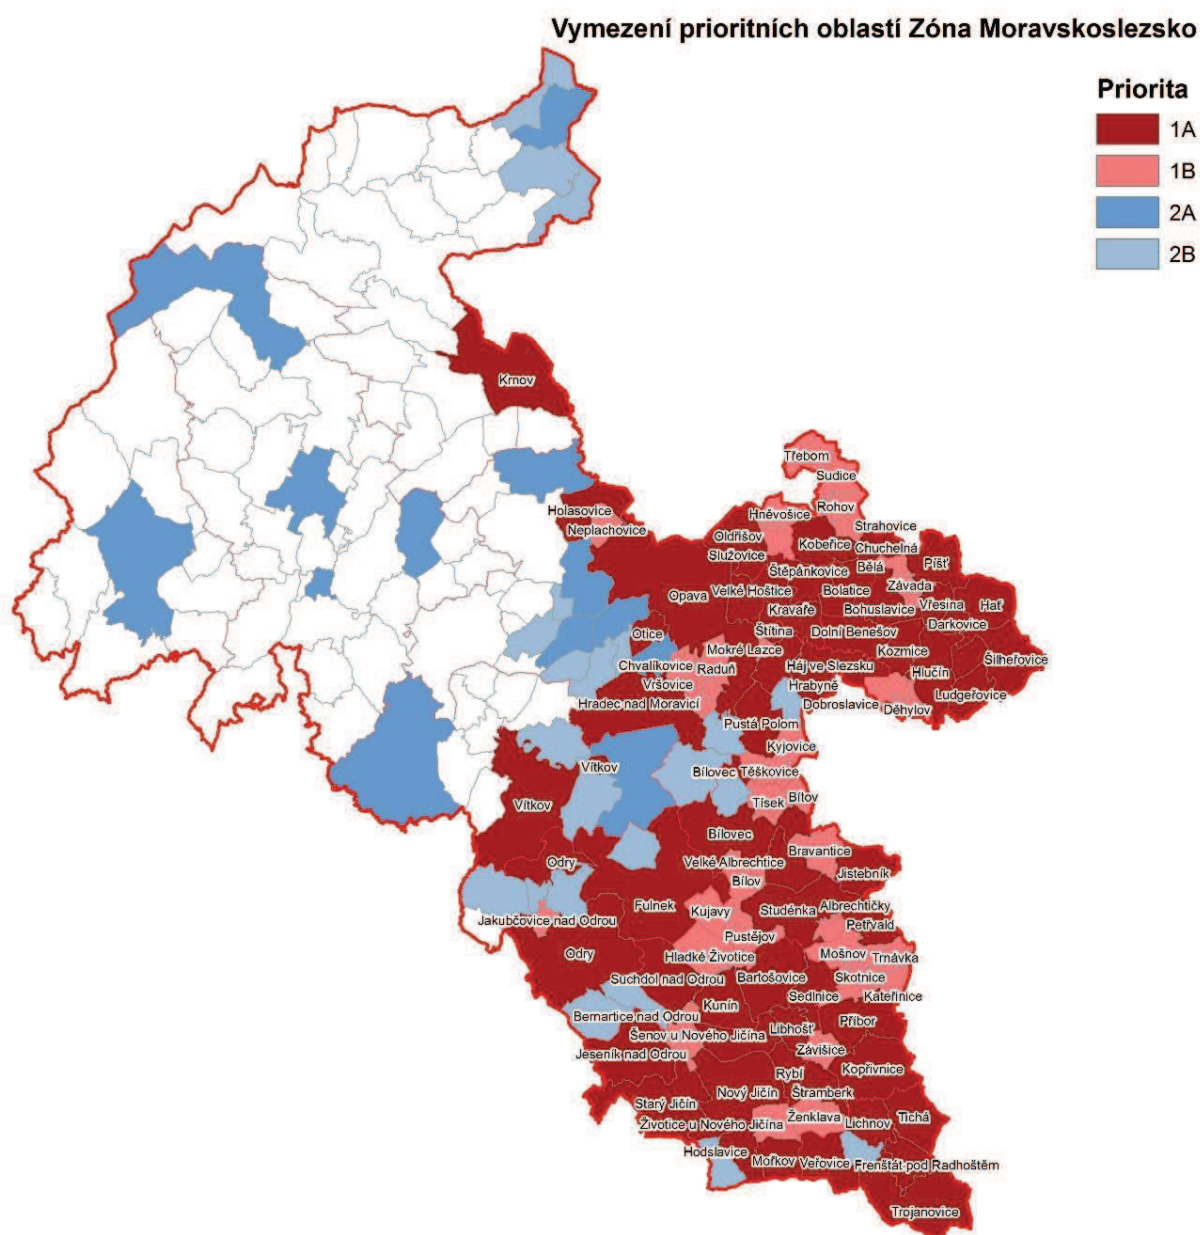 Vymezení prioritních oblastí Zóna Moravskoslezsko
Priorita
1A
1B
2A
2B
Krnov
Třebom
Sudice
Holasovice
Hněvošice
Rohov
Neplachovice
Oldřišov
Strahovice
Kobeřice
Služovice
Chuchelná
Píšť
Štěpánkovice
Bělá
Opava
Velké Hoštice
Bolatice
Závada
Kravaře
Bohuslavice
Vřesina
Hať
Darkovice
Otice
Štítina
Dolní Benešov
Mokré Lazce
Kozmice
Chvalíkovice
Raduň
Háj ve Slezsku
Šilheřovice
Vršovice
Hrabyně
Hlučín
Hradec nad Moravicí
Dobroslavice
Děhylov
Ludgeřovice
Pustá Polom
Kyjovice
Vítkov
Bílovec
Těškovice
Vítkov
Tísek
Bítov
Bílovec
Bravantice
Odry
Velké Albrechtice
Jistebník
Bílov
Fulnek
Kujavy
Studénka
Albrechtičky
Jakubčovice nad Odrou
Petřvald
Pustějov
Odry
Hladké Životice
Mošnov
Trnávka
Suchdol nad Odrou
Bartošovice
Skotnice
Sedlnice
Kateřinice
Kunín
Bernartice nad Odrou
Příbor
Šenov u Nového Jičína
Libhošť
Jeseník nad Odrou
Závišice
Rybí
Kopřivnice
Nový Jičín
Štramberk
Starý Jičín
Životice u Nového Jičína
Ženklava
Lichnov
Tichá
Hodslavice
Mořkov
Veřovice
Frenštát pod Radhoštěm
Trojanovice